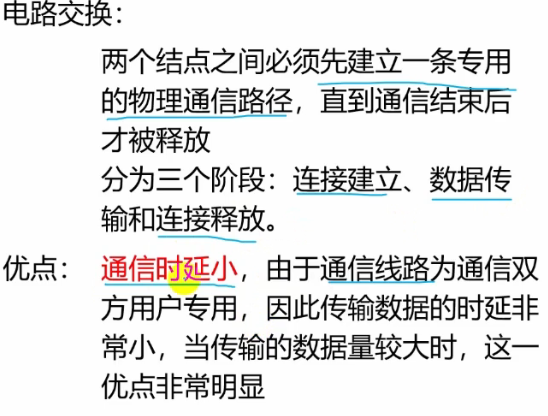 电路交换：
两个结点之间必须先建立一条专用
的物理通信路径，直到通信结束后
才被释放
分为三个阶段：连接建立、数据传
输和连接释放。
优点：通信时延小，由于通信线路为通信双
方用户专用，因此传输数据的时延非
常小，当传输的数据量较大时，这一
优点非常明显